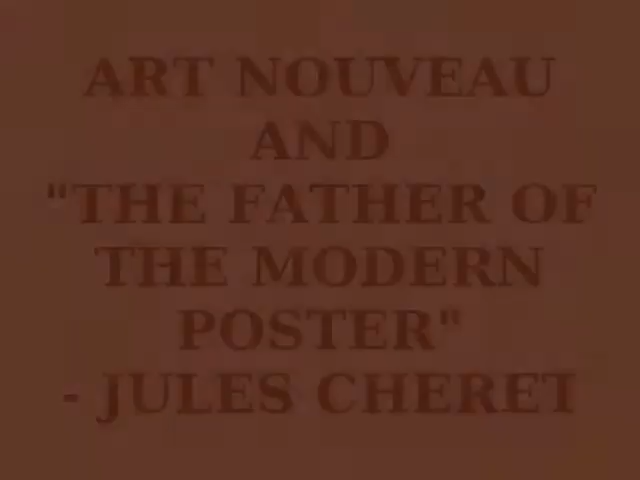 ART NOUVEAU
AND
"THE FATHER OF
THE MODERN
POSTER"
- JULES CHERET